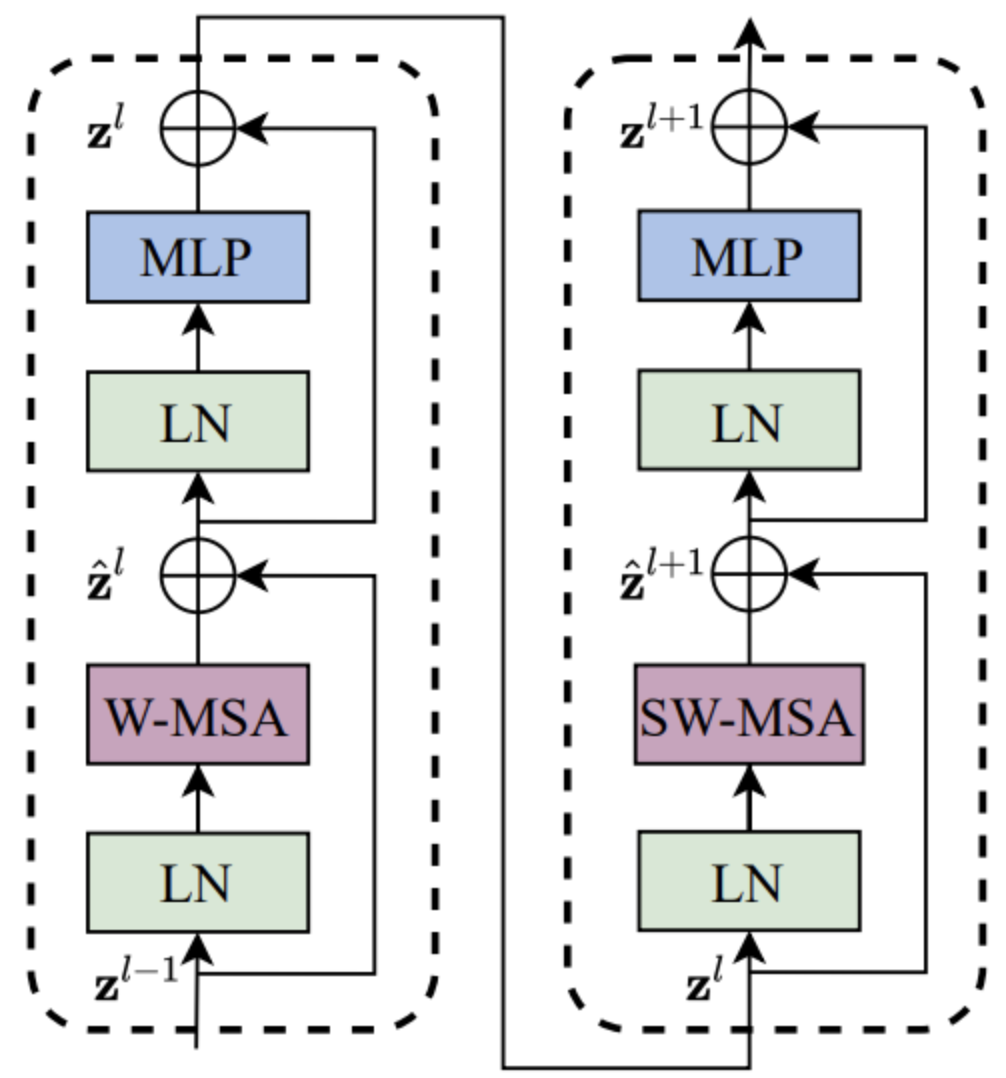 z^l
MLP
LN
ẑ^l
W-MSA
LN
z^{l-1}
z^{l+1}
MLP
LN
ẑ^{l+1}
SW-MSA
LN
z^l